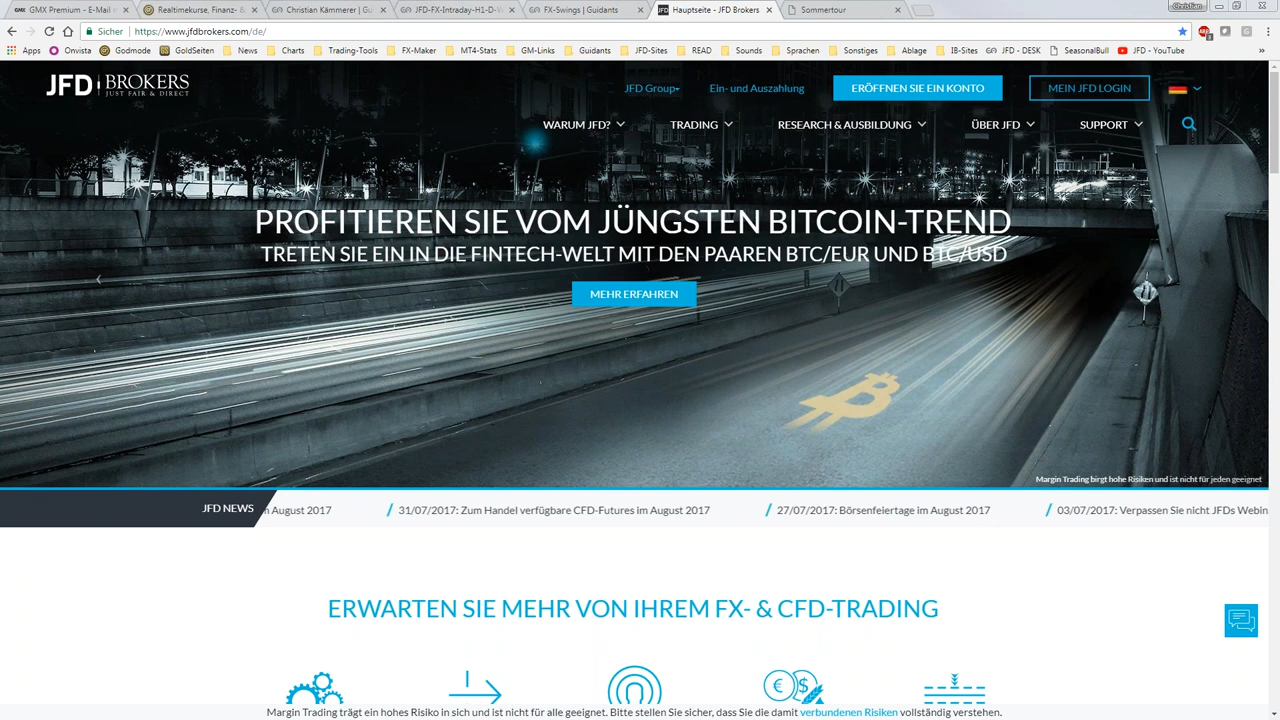 GMX Premium - E-Mail
Realtimekurse, Finanz- &
Christian Kämmerer | Gu
JFD-FX-Intraday-H1-D-W
FX-Swings | Guidants
Hauptseite - JFD Brokers
Sommertour
Christian
Sicher https://www.jfdbrokers.com/de/
Apps Onvista Godmode GoldSeiten News Charts Trading-Tools FX-Maker MT4-Stats GM-Links Guidants JFD-Sites READ Sounds Sprachen Sonstiges Ablage IB-Sites JFD - DESK SeasonalBull JFD - YouTube
JFD BROKERS
JUST FAIR & DIRECT
JFD Group Ein- und Auszahlung ERÖFFNEN SIE EIN KONTO MEIN JFD LOGIN
WARUM JFD? TRADING RESEARCH & AUSBILDUNG ÜBER JFD SUPPORT
PROFITIEREN SIE VOM JÜNGSTEN BITCOIN-TREND
TRETEN SIE EIN IN DIE FINTECH-WELT MIT DEN PAAREN BTC/EUR UND BTC/USD
MEHR ERFAHREN
Margin Trading birgt hohe Risiken und ist nicht für jeden geeignet
JFD NEWS m August 2017 / 31/07/2017: Zum Handel verfügbare CFD-Futures im August 2017 / 27/07/2017: Börsenfeiertage im August 2017 / 03/07/2017: Verpassen Sie nicht JFDs Webin
ERWARTEN SIE MEHR VON IHREM FX- & CFD-TRADING
€ $
Margin Trading trägt ein hohes Risiko in sich und ist nicht für alle geeignet. Bitte stellen Sie sicher, dass Sie die damit verbundenen Risiken vollständig verstehen.